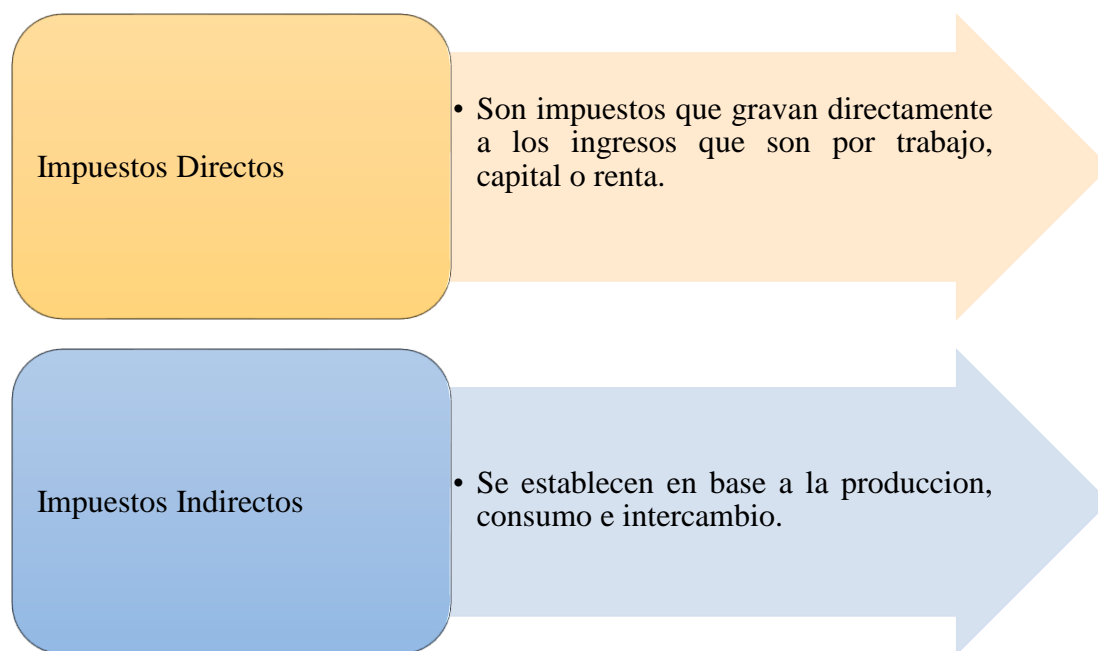 Impuestos Directos
• Son impuestos que gravan directamente
a los ingresos que son por trabajo,
capital o renta.
Impuestos Indirectos
• Se establecen en base a la produccion,
consumo e intercambio.